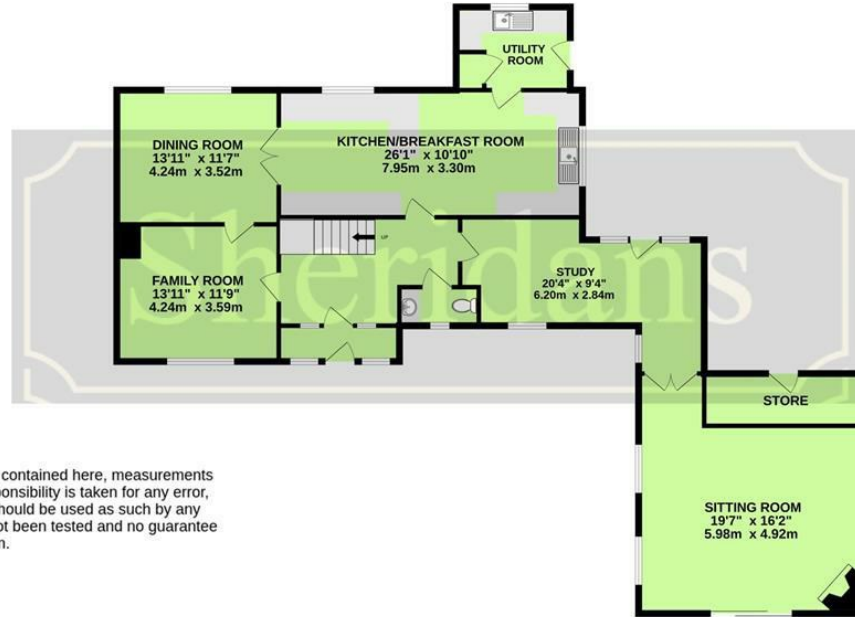 UTILITY
ROOM
DINING ROOM
13'11" x 11'7"
4.24m x 3.52m
KITCHEN/BREAKFAST ROOM
26'1" x 10'10"
7.95m x 3.30m
Sheridans
UP
FAMILY ROOM
13'11" x 11'9"
4.24m x 3.59m
STUDY
20'4" x 9'4"
6.20m x 2.84m
STORE
SITTING ROOM
19'7" x 16'2"
5.98m x 4.92m
contained here, measurements
onsibility is taken for any error,
hould be used as such by any
ot been tested and no guarantee